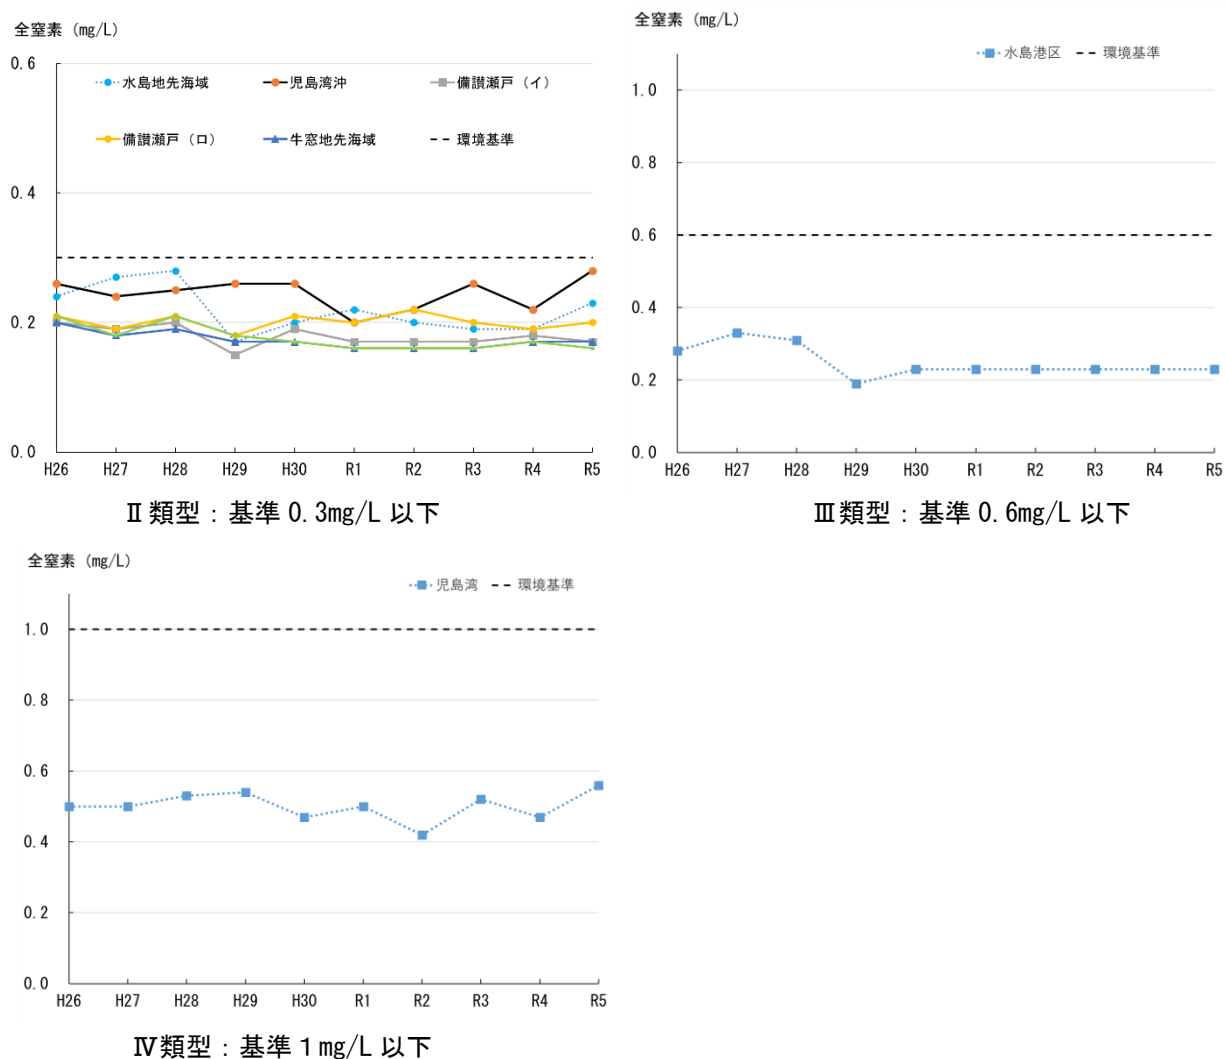 全窒素 (mg/L)
0.6
水島地先海域
児島湾沖
備讃瀬戸 (イ)
備讃瀬戸 (ロ)
牛窓地先海域
環境基準
0.4
0.2
0.0
H26 H27 H28 H29 H30 R1 R2 R3 R4 R5
Ⅱ類型：基準 0.3mg/L 以下
全窒素 (mg/L)
水島港区 環境基準
1.0
0.8
0.6
0.4
0.2
0.0
H26 H27 H28 H29 H30 R1 R2 R3 R4 R5
Ⅲ類型：基準 0.6mg/L 以下
全窒素 (mg/L)
児島湾 環境基準
1.0
0.8
0.6
0.4
0.2
0.0
H26 H27 H28 H29 H30 R1 R2 R3 R4 R5
Ⅳ類型：基準 1mg/L 以下